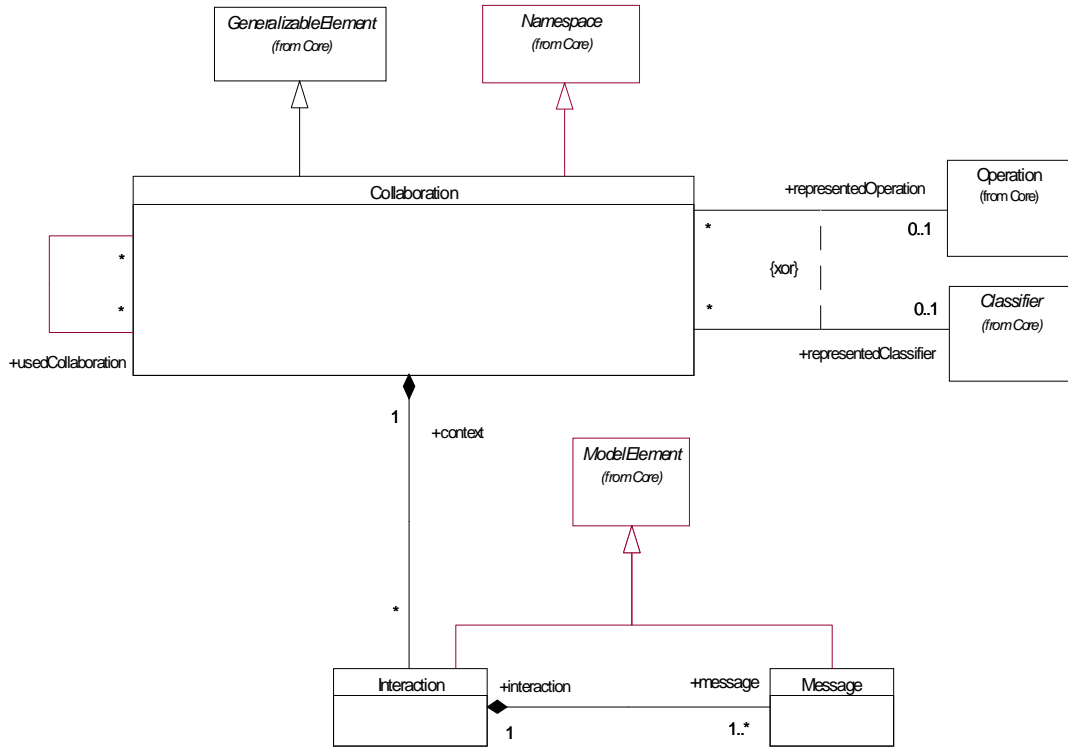 GeneralizableElement
(from Core)
Namespace
(from Core)
Collaboration
+representedOperation
Operation
(from Core)
*
0..1
*
{xor}
*
*
0..1
Classifier
(from Core)
+usedCollaboration
+representedClassifier
1
+context
ModelElement
(from Core)
*
Interaction
+interaction
+message
Message
1
1..*